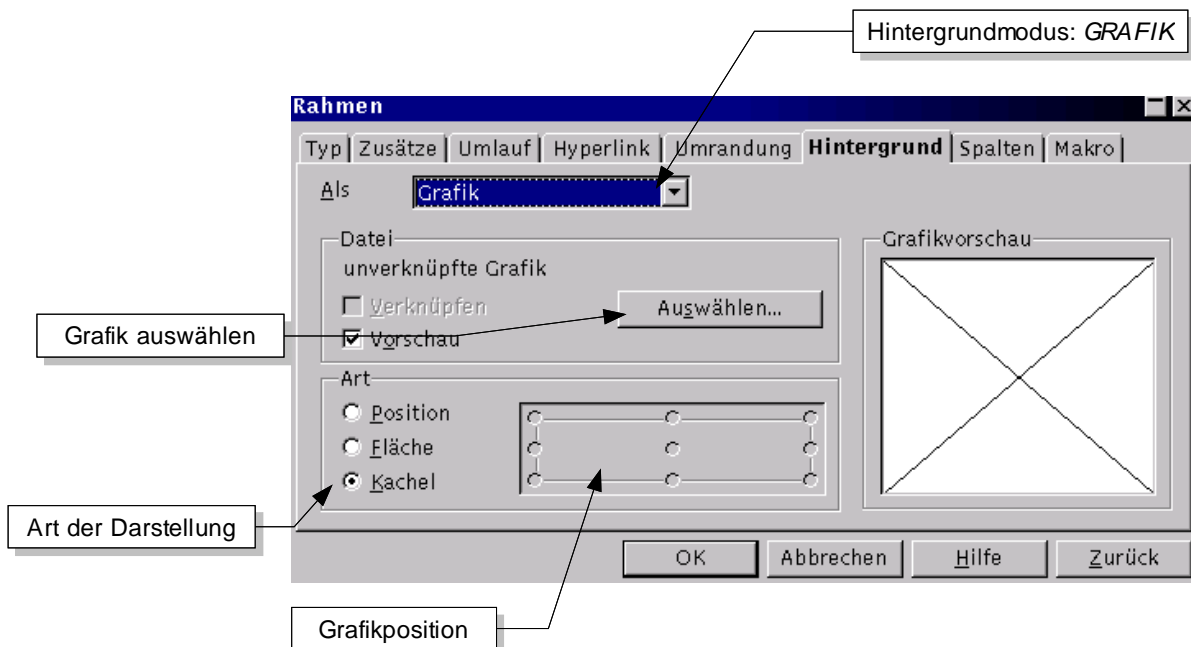 Hintergrundmodus: GRAFIK
Rahmen
Typ Zusätze Umlauf Hyperlink Umrandung Hintergrund Spalten Makro
Als Grafik
Datei
Grafikvorschau
unverknüpfte Grafik
Verknüpfen
Auswählen...
Grafik auswählen
Vorschau
Art
Position
Fläche
Kachel
Art der Darstellung
OK Abbrechen Hilfe Zurück
Grafikposition